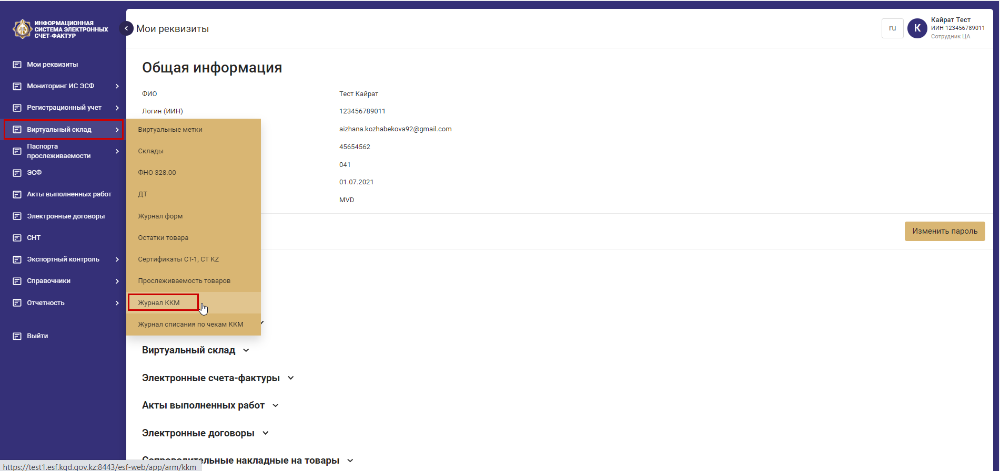 ИНФОРМАЦИОННАЯ
СИСТЕМА ЭЛЕКТРОННЫХ
СЧЕТ-ФАКТУР
Мои реквизиты
ru
К
Кайрат Тест
ИИН 123456789011
Сотрудник ЦА
Мои реквизиты
Мониторинг ИС ЭСФ
Регистрационный учет
Виртуальный склад
Паспорта
прослеживаемости
ЭСФ
Акты выполненных работ
Электронные договоры
СНТ
Экспортный контроль
Справочники
Отчетность
Выйти
Виртуальные метки
Склады
ФНО 328.00
ДТ
Журнал форм
Остатки товара
Сертификаты СТ-1, СТ KZ
Прослеживаемость товаров
Журнал ККМ
Журнал списания по чекам ККМ
Общая информация
ФИО
Тест Кайрат
Логин (ИИН)
123456789011
aizhana.kozhabekova92@gmail.com
45654562
041
01.07.2021
MVD
Изменить пароль
Виртуальный склад
Электронные счета-фактуры
Акты выполненных работ
Электронные договоры
Сопроводительные накладные на товары
https://test1.esf.kgd.gov.kz:8443/esf-web/app/arm/kkm